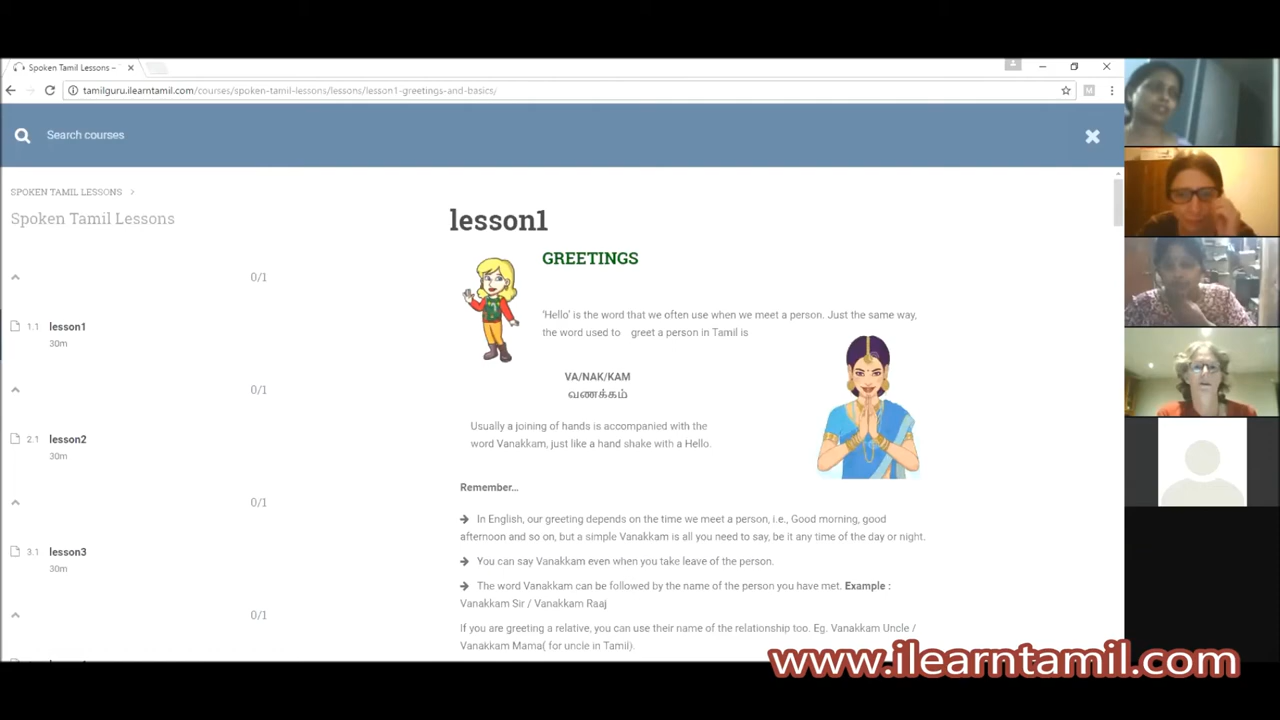 Spoken Tamil Lessons –
tamilguru.ilearntamil.com/courses/spoken-tamil-lessons/lessons/lesson1-greetings-and-basics/
M
Search courses
SPOKEN TAMIL LESSONS >
Spoken Tamil Lessons
0/1
1.1 lesson1
30m
0/1
2.1 lesson2
30m
0/1
3.1 lesson3
30m
0/1
lesson1
GREETINGS
'Hello' is the word that we often use when we meet a person. Just the same way,
the word used to greet a person in Tamil is
VA/NAK/KAM
வணக்கம்
Usually a joining of hands is accompanied with the
word Vanakkam, just like a hand shake with a Hello.
Remember...
➔ In English, our greeting depends on the time we meet a person, i.e., Good morning, good
afternoon and so on, but a simple Vanakkam is all you need to say, be it any time of the day or night.
➔ You can say Vanakkam even when you take leave of the person.
➔ The word Vanakkam can be followed by the name of the person you have met. Example :
Vanakkam Sir / Vanakkam Raaj
If you are greeting a relative, you can use their name of the relationship too. Eg. Vanakkam Uncle /
Vanakkam Mama( for uncle in Tamil).
www.ilearntamil.com